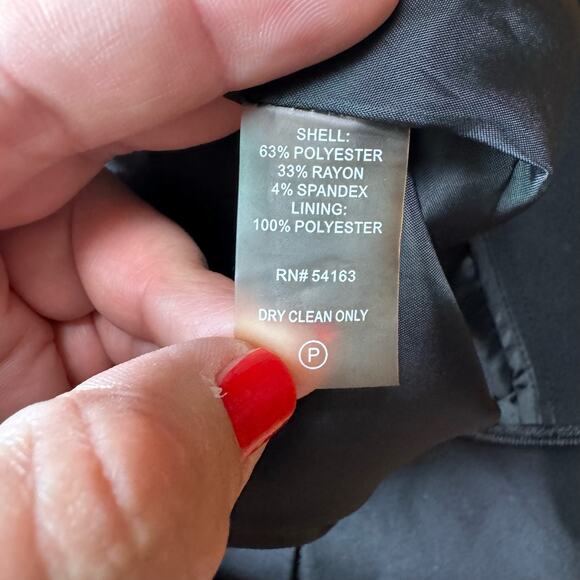 SHELL:
63% POLYESTER
33% RAYON
4% SPANDEX
LINING:
100% POLYESTER
RN# 54163
DRY CLEAN ONLY
P